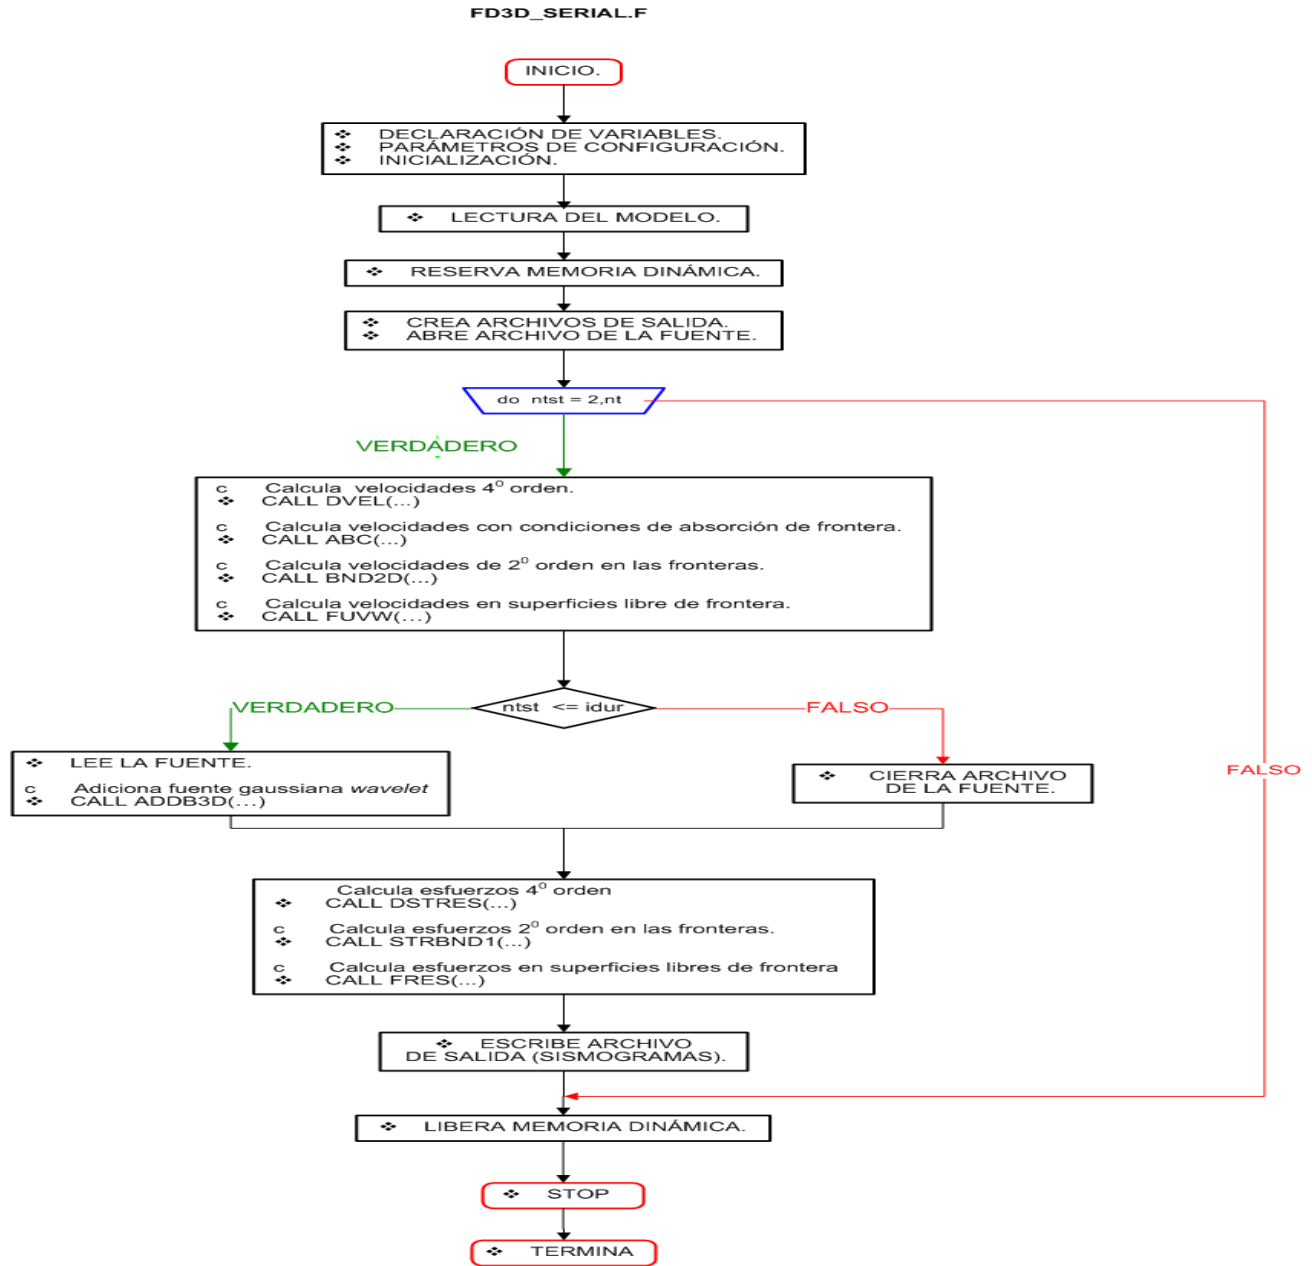 FD3D_SERIAL.F
INICIO.
❖ DECLARACIÓN DE VARIABLES.
❖ PARÁMETROS DE CONFIGURACIÓN.
❖ INICIALIZACIÓN.
❖ LECTURA DEL MODELO.
❖ RESERVA MEMORIA DINÁMICA.
❖ CREA ARCHIVOS DE SALIDA.
❖ ABRE ARCHIVO DE LA FUENTE.
do ntst = 2,nt
VERDADERO
c Calcula velocidades 4º orden.
❖ CALL DVEL(...)
c Calcula velocidades con condiciones de absorción de frontera.
❖ CALL ABC(...)
c Calcula velocidades de 2º orden en las fronteras.
❖ CALL BND2D(...)
c Calcula velocidades en superficies libre de frontera.
❖ CALL FUVW(...)
ntst <= idur
VERDADERO
FALSO
❖ LEE LA FUENTE.
c Adiciona fuente gaussiana wavelet
❖ CALL ADDB3D(...)
❖ CIERRA ARCHIVO
DE LA FUENTE.
FALSO
Calcula esfuerzos 4º orden
❖ CALL DSTRES(...)
c Calcula esfuerzos 2º orden en las fronteras.
❖ CALL STRBND1(...)
c Calcula esfuerzos en superficies libres de frontera
❖ CALL FRES(...)
❖ ESCRIBE ARCHIVO
DE SALIDA (SISMOGRAMAS).
❖ LIBERA MEMORIA DINÁMICA.
❖ STOP
❖ TERMINA